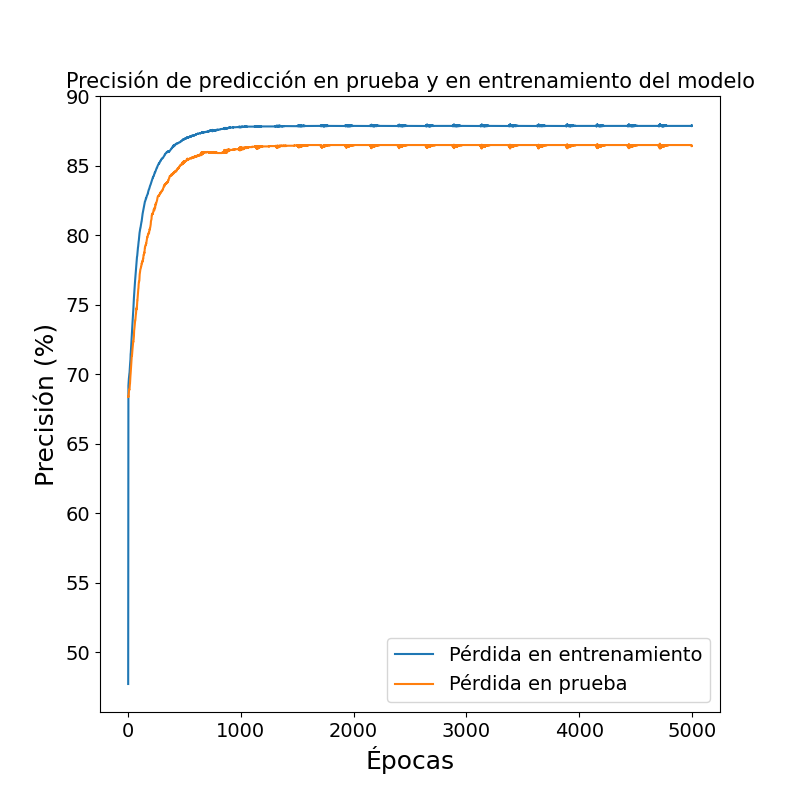 Precisión de predicción en prueba y en entrenamiento del modelo
90
85
80
75
70
65
60
55
50
Precisión (%)
Pérdida en entrenamiento
Pérdida en prueba
0 1000 2000 3000 4000 5000
Épocas